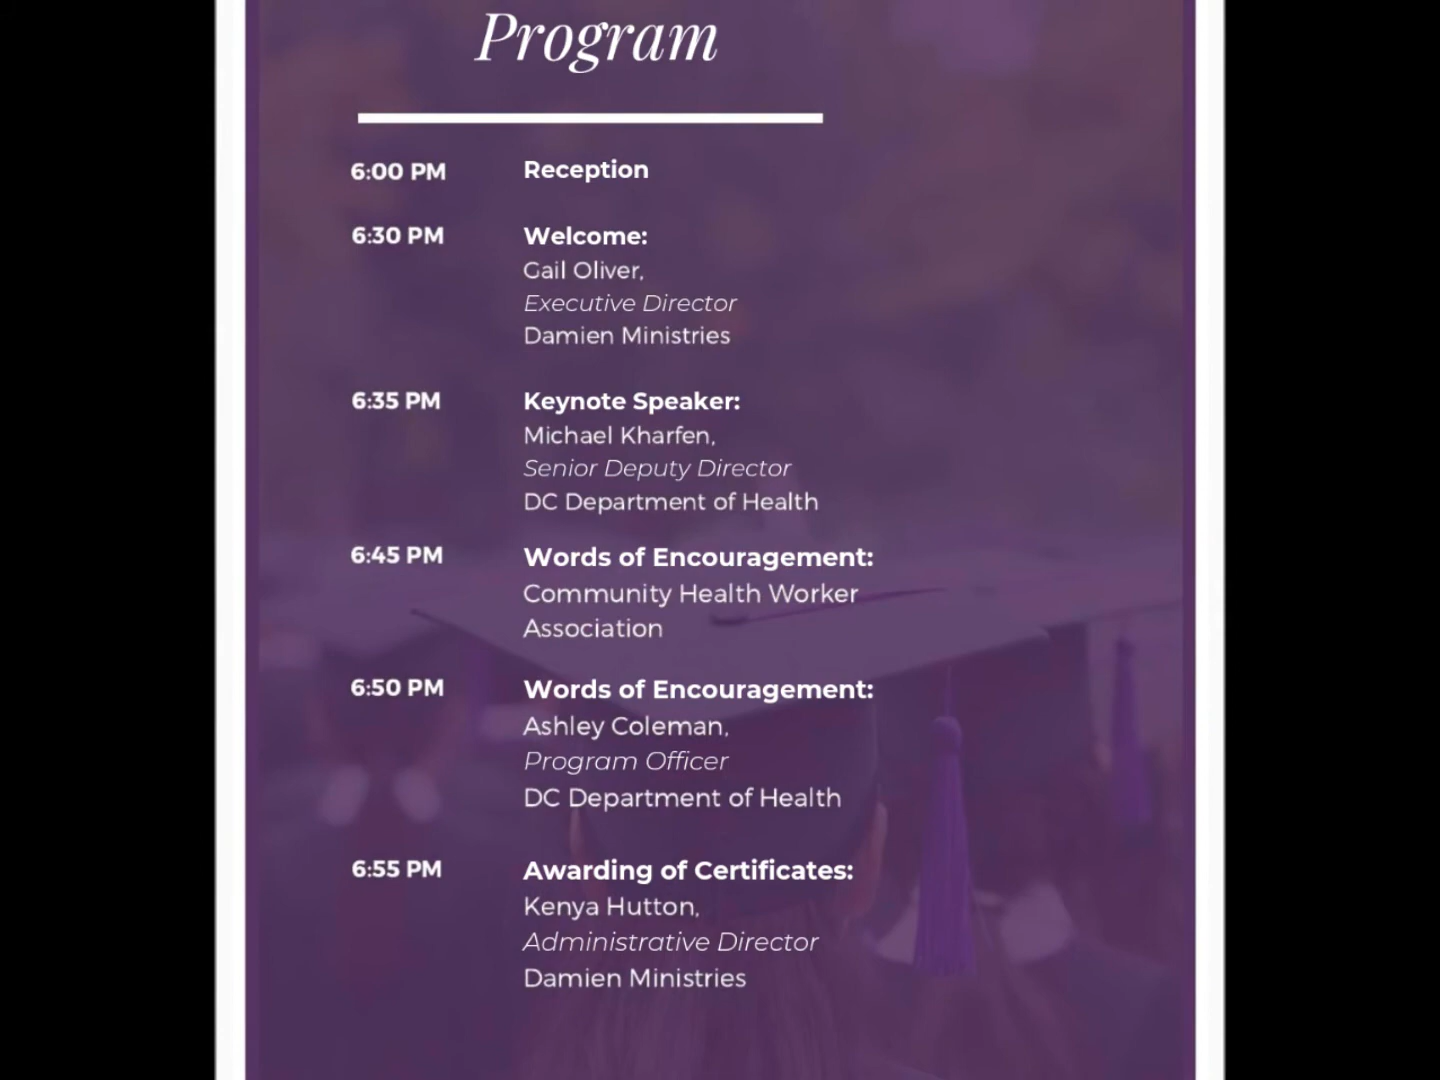 Program
6:00 PM Reception
6:30 PM Welcome:
Gail Oliver,
Executive Director
Damien Ministries
6:35 PM Keynote Speaker:
Michael Kharfen,
Senior Deputy Director
DC Department of Health
6:45 PM Words of Encouragement:
Community Health Worker
Association
6:50 PM Words of Encouragement:
Ashley Coleman,
Program Officer
DC Department of Health
6:55 PM Awarding of Certificates:
Kenya Hutton,
Administrative Director
Damien Ministries